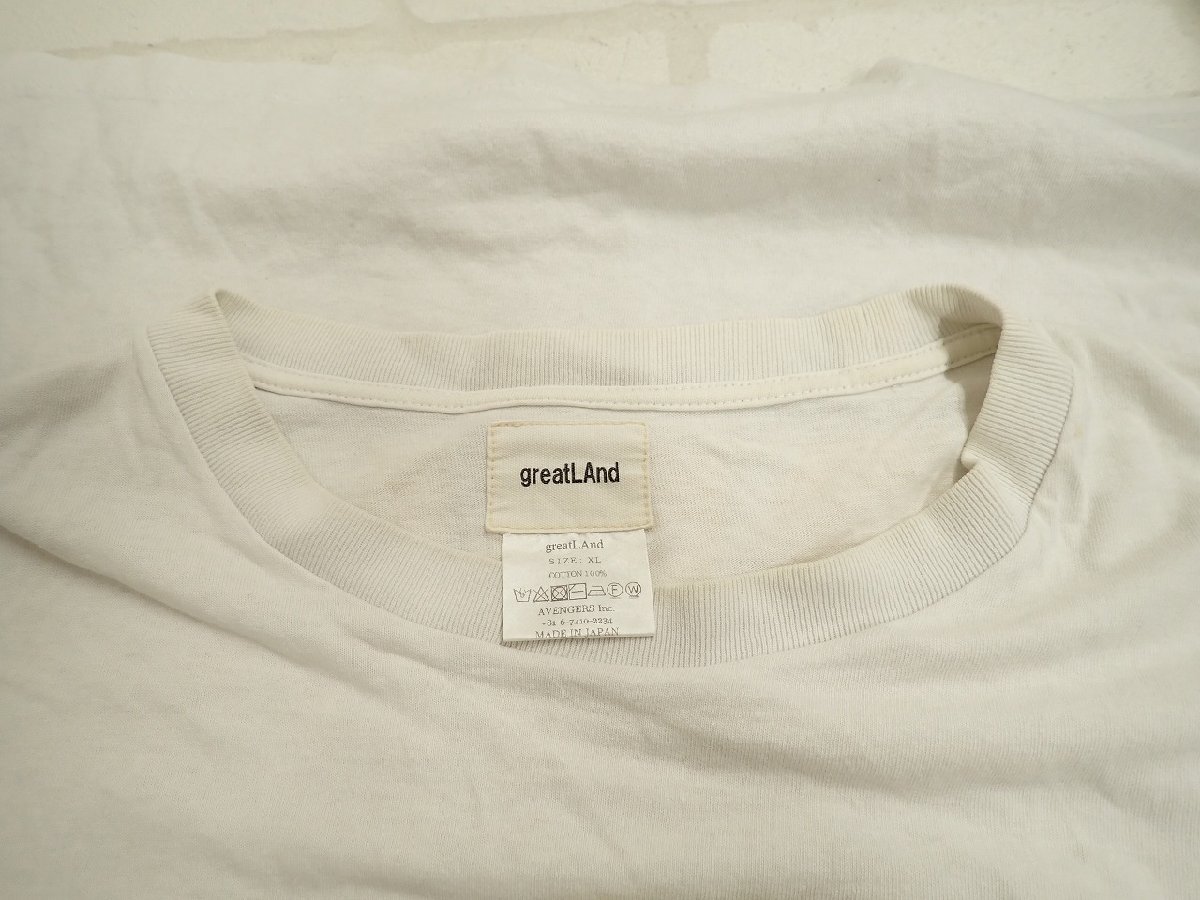 greatLAnd
greatLAnd
SIZE: XL
COTTON 100%
F W
AVENGERS Inc.
MADE IN JAPAN